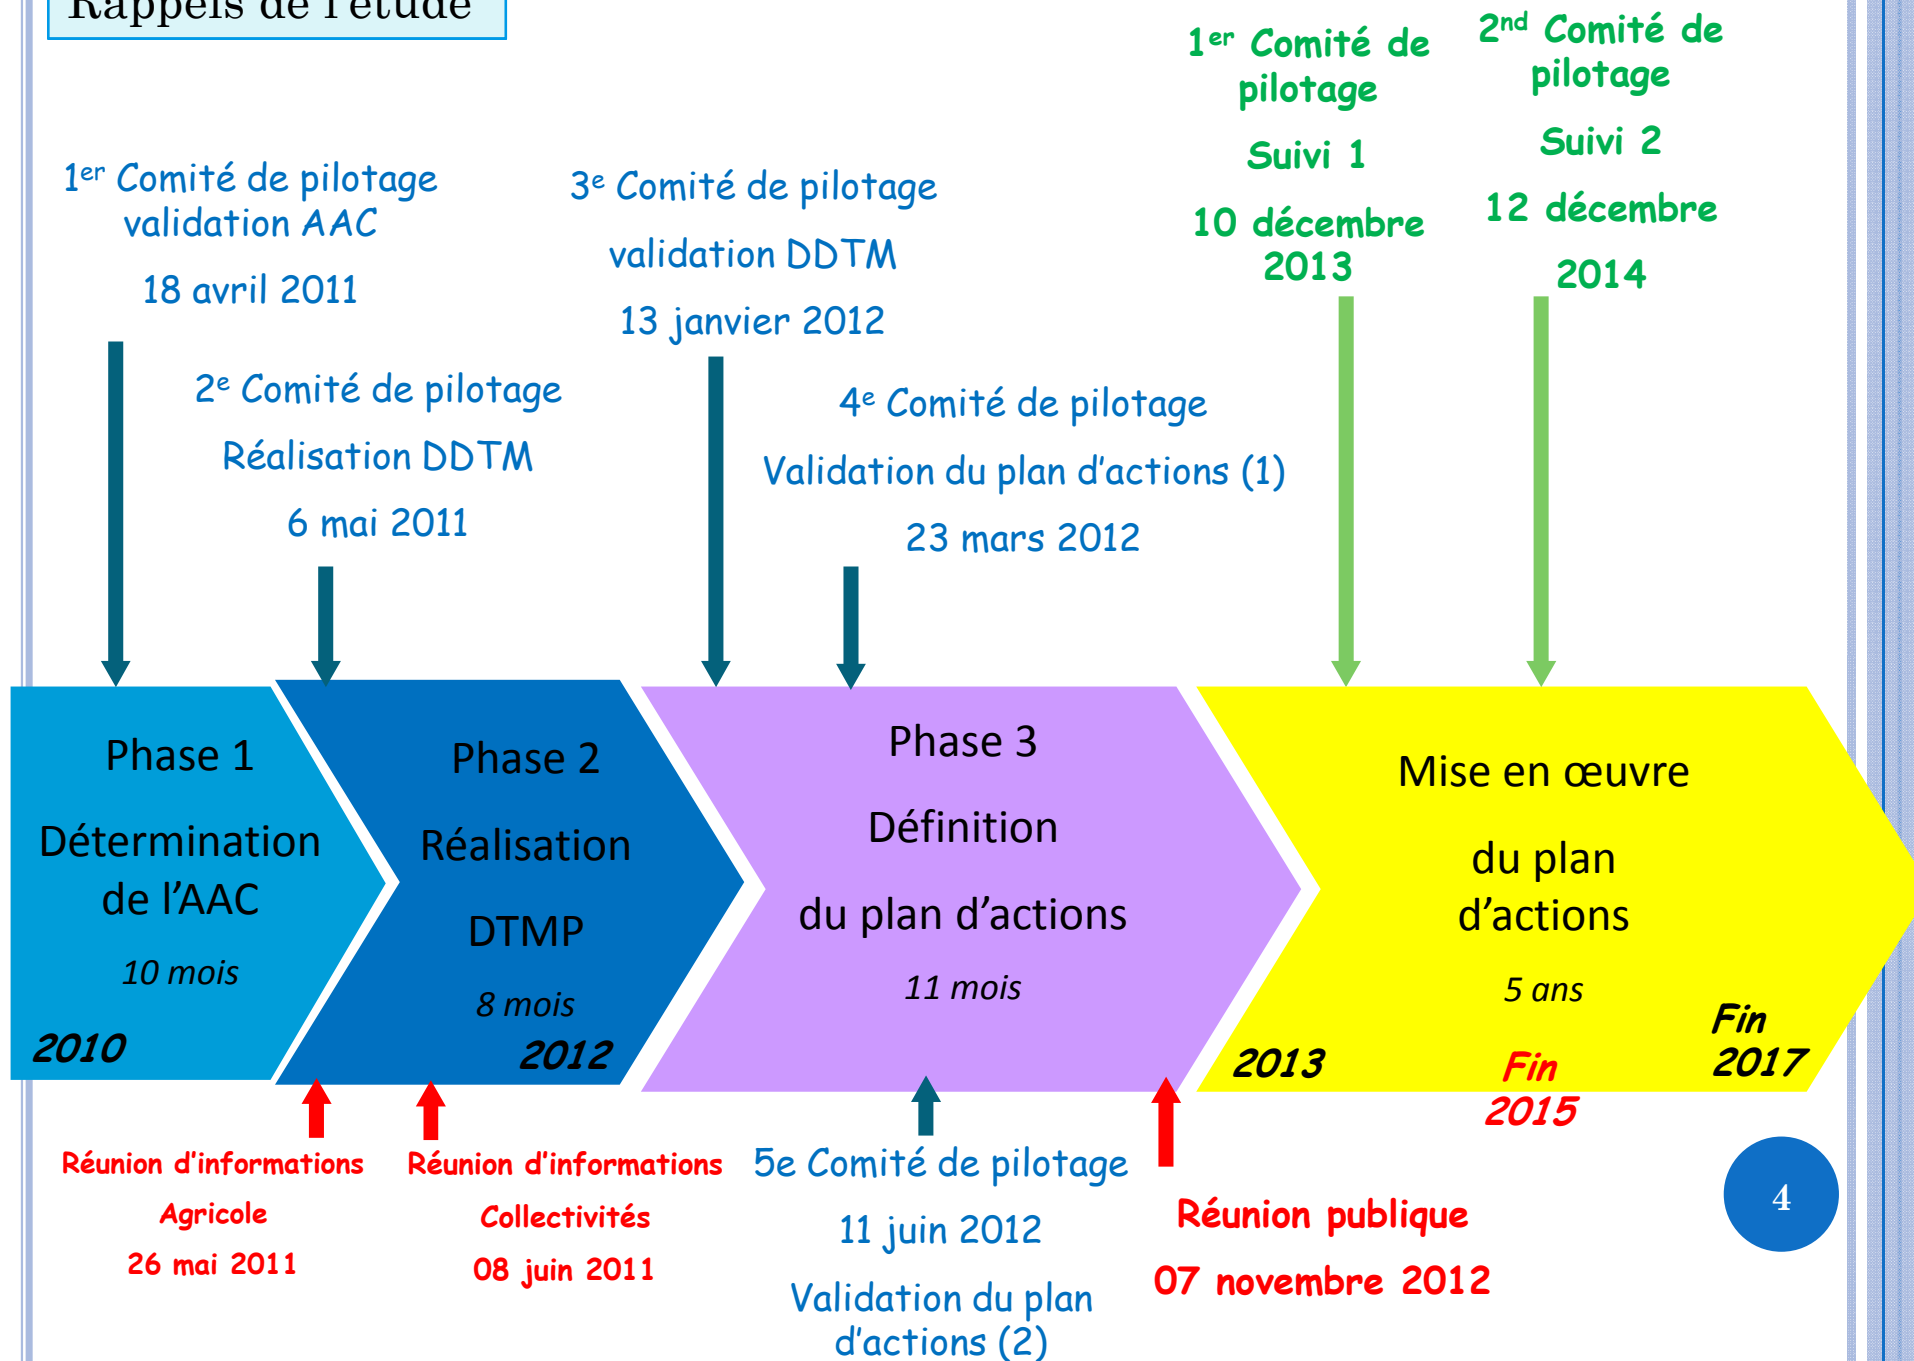 Rappels de l'étude
1er Comité de
pilotage
Suivi 1
10 décembre
2013
2nd Comité de
pilotage
Suivi 2
12 décembre
2014
1er Comité de pilotage
validation AAC
18 avril 2011
3e Comité de pilotage
validation DDTM
13 janvier 2012
2e Comité de pilotage
Réalisation DDTM
6 mai 2011
4e Comité de pilotage
Validation du plan d'actions (1)
23 mars 2012
Phase 1
Détermination
de l'AAC
10 mois
2010
Phase 2
Réalisation
DTMP
8 mois
2012
Phase 3
Définition
du plan d'actions
11 mois
Mise en œuvre
du plan
d'actions
5 ans
2013
Fin
2015
Fin
2017
Réunion d'informations
Agricole
26 mai 2011
Réunion d'informations
Collectivités
08 juin 2011
5e Comité de pilotage
11 juin 2012
Validation du plan
d'actions (2)
Réunion publique
07 novembre 2012
4